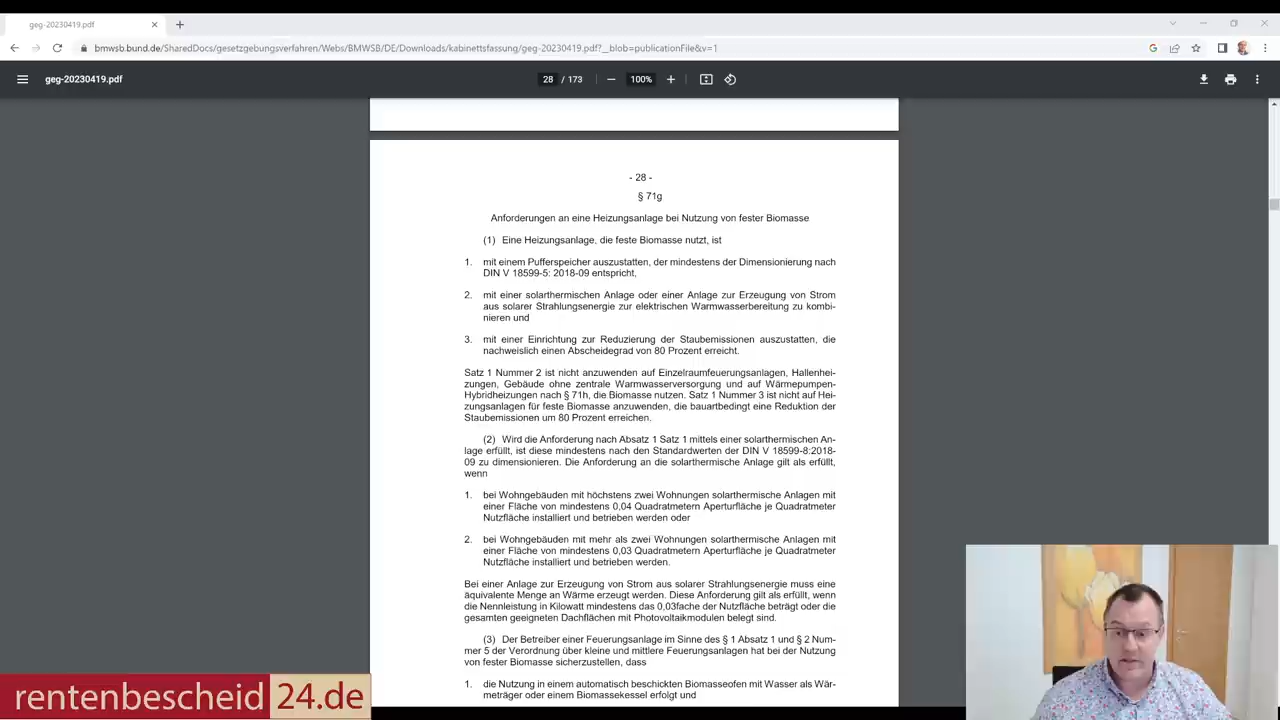 geg-20230419.pdf
bmwsb.bund.de/SharedDocs/gesetzgebungsverfahren/Webs/BMWSB/DE/Downloads/kabinettsfassung/geg-20230419.pdf?__blob=publicationFile&v=1
geg-20230419.pdf
28 / 173
100%
- 28 -
§ 71g
Anforderungen an eine Heizungsanlage bei Nutzung von fester Biomasse
(1) Eine Heizungsanlage, die feste Biomasse nutzt, ist
1. mit einem Pufferspeicher auszustatten, der mindestens der Dimensionierung nach
DIN V 18599-5: 2018-09 entspricht,
2. mit einer solarthermischen Anlage oder einer Anlage zur Erzeugung von Strom
aus solarer Strahlungsenergie zur elektrischen Warmwasserbereitung zu kombi-
nieren und
3. mit einer Einrichtung zur Reduzierung der Staubemissionen auszustatten, die
nachweislich einen Abscheidegrad von 80 Prozent erreicht.
Satz 1 Nummer 2 ist nicht anzuwenden auf Einzelraumfeuerungsanlagen, Hallenhei-
zungen, Gebäude ohne zentrale Warmwasserversorgung und auf Wärmepumpen-
Hybridheizungen nach § 71h, die Biomasse nutzen. Satz 1 Nummer 3 ist nicht auf Hei-
zungsanlagen für feste Biomasse anzuwenden, die bauartbedingt eine Reduktion der
Staubemissionen um 80 Prozent erreichen.
(2) Wird die Anforderung nach Absatz 1 Satz 1 mittels einer solarthermischen An-
lage erfüllt, ist diese mindestens nach den Standardwerten der DIN V 18599-8:2018-
09 zu dimensionieren. Die Anforderung an die solarthermische Anlage gilt als erfüllt,
wenn
1. bei Wohngebäuden mit höchstens zwei Wohnungen solarthermische Anlagen mit
einer Fläche von mindestens 0,04 Quadratmetern Aperturfläche je Quadratmeter
Nutzfläche installiert und betrieben werden oder
2. bei Wohngebäuden mit mehr als zwei Wohnungen solarthermische Anlagen mit
einer Fläche von mindestens 0,03 Quadratmetern Aperturfläche je Quadratmeter
Nutzfläche installiert und betrieben werden.
Bei einer Anlage zur Erzeugung von Strom aus solarer Strahlungsenergie muss eine
äquivalente Menge an Wärme erzeugt werden. Diese Anforderung gilt als erfüllt, wenn
die Nennleistung in Kilowatt mindestens das 0,03fache der Nutzfläche beträgt oder die
gesamten geeigneten Dachflächen mit Photovoltaikmodulen belegt sind.
(3) Der Betreiber einer Feuerungsanlage im Sinne des § 1 Absatz 1 und § 2 Num-
mer 5 der Verordnung über kleine und mittlere Feuerungsanlagen hat bei der Nutzung
von fester Biomasse sicherzustellen, dass
1. die Nutzung in einem automatisch beschickten Biomasseofen mit Wasser als Wär-
meträger oder einem Biomassekessel erfolgt und
rentenbescheid 24.de